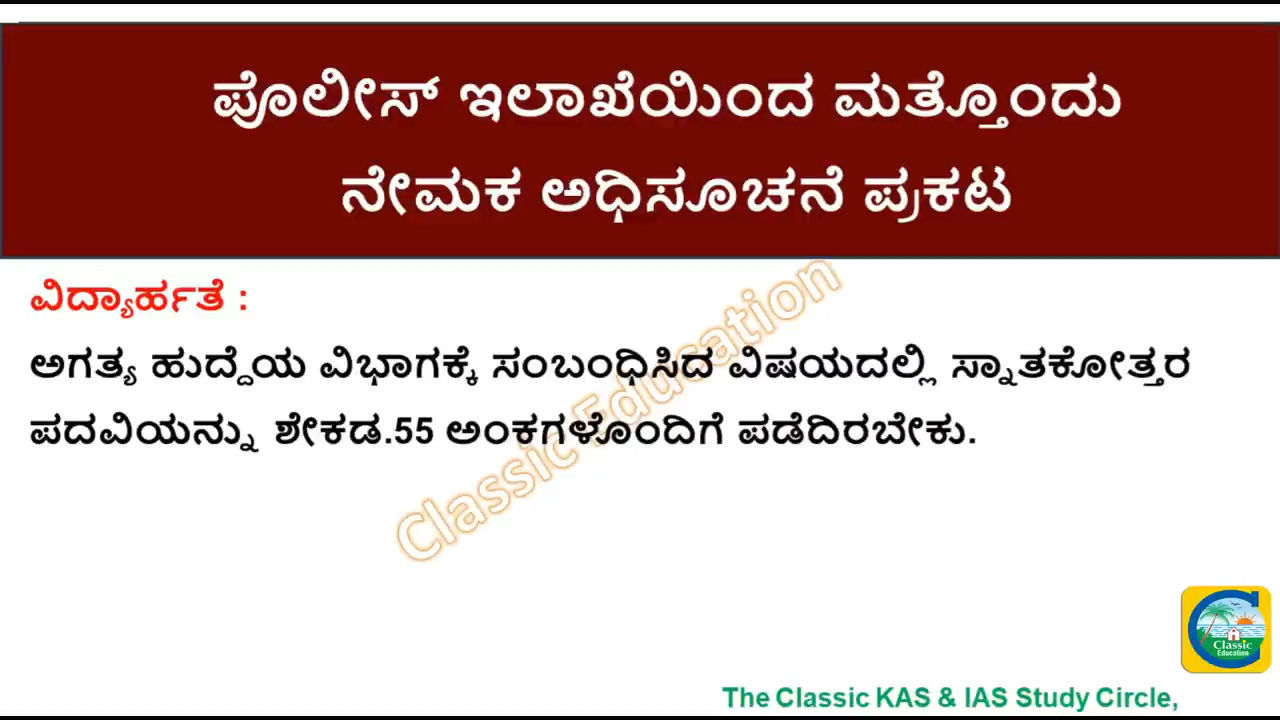 ಪೊಲೀಸ್ ಇಲಾಖೆಯಿಂದ ಮತ್ತೊಂದು
ನೇಮಕ ಅಧಿಸೂಚನೆ ಪ್ರಕಟ
ವಿದ್ಯಾರ್ಹತೆ :
ಅಗತ್ಯ ಹುದ್ದೆಯ ವಿಭಾಗಕ್ಕೆ ಸಂಬಂಧಿಸಿದ ವಿಷಯದಲ್ಲಿ ಸ್ನಾತಕೋತ್ತರ
ಪದವಿಯನ್ನು ಶೇಕಡ.55 ಅಂಕಗಳೊಂದಿಗೆ ಪಡೆದಿರಬೇಕು.
Classic Education
Classic
Education
The Classic KAS & IAS Study Circle,